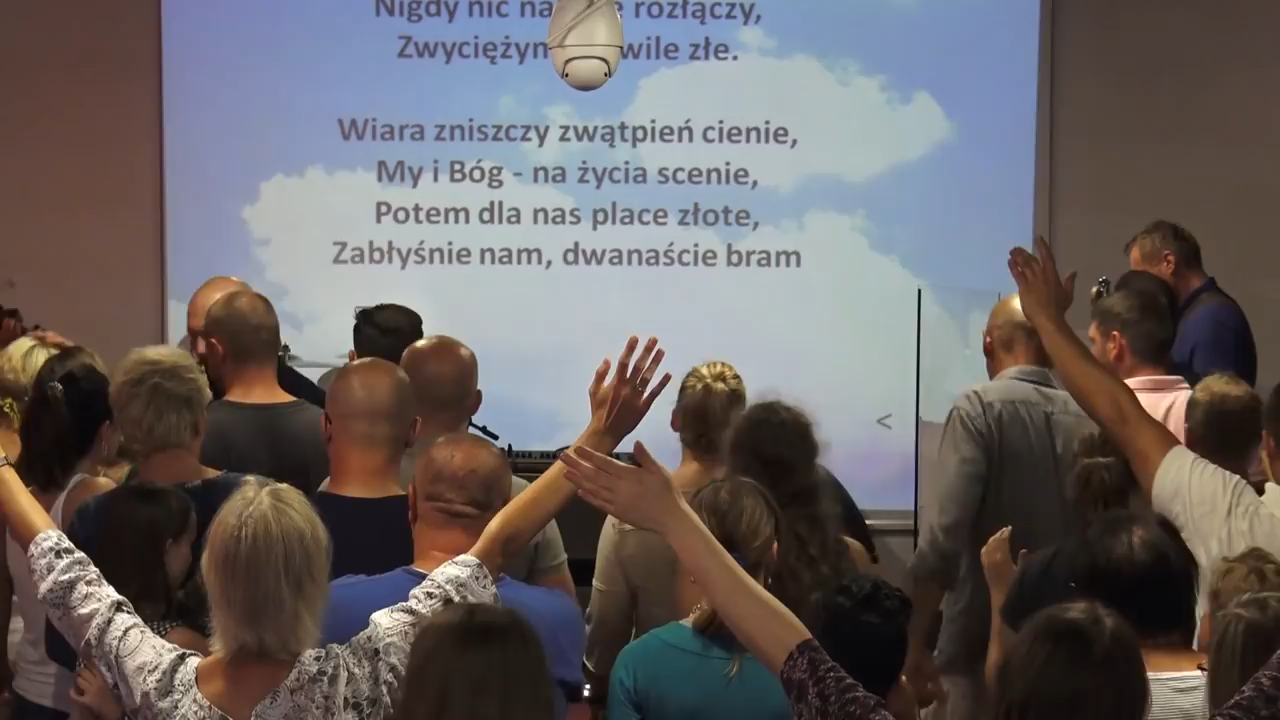 Nigdy nic rozłączy,
złe.
Wiara zniszczy zwątpień cienie,
My i Bóg - na życia scenie,
Potem dla nas place złote,
Zabłyśnie nam, dwanaście bram
<